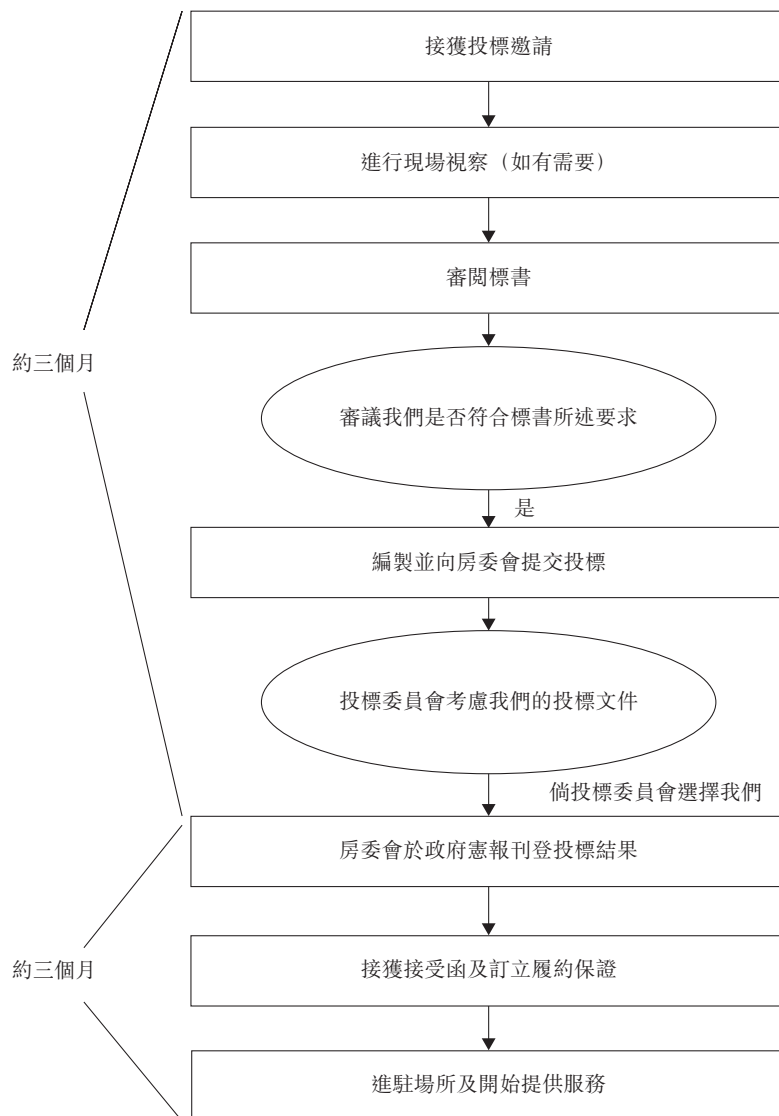 接獲投標邀請
進行現場視察（如有需要）
審閱標書
約三個月
審議我們是否符合標書所述要求
是
編製並向房委會提交投標
投標委員會考慮我們的投標文件
倘投標委員會選擇我們
房委會於政府憲報刊登投標結果
約三個月
接獲接受函及訂立履約保證
進駐場所及開始提供服務